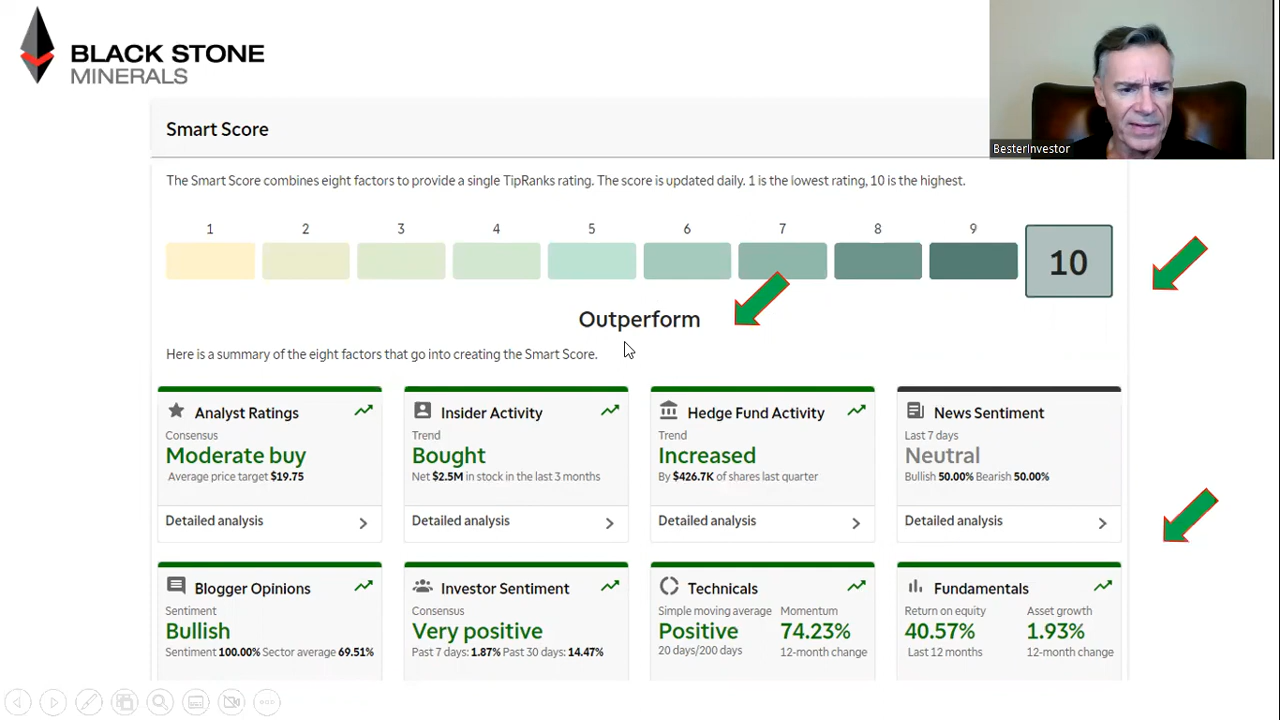 BLACK STONE
MINERALS
BesterInvestor
Smart Score
The Smart Score combines eight factors to provide a single TipRanks rating. The score is updated daily. 1 is the lowest rating, 10 is the highest.
1 2 3 4 5 6 7 8 9
10
Outperform
Here is a summary of the eight factors that go into creating the Smart Score.
Analyst Ratings
Consensus
Moderate buy
Average price target $19.75
Detailed analysis
Insider Activity
Trend
Bought
Net $2.5M in stock in the last 3 months
Detailed analysis
Hedge Fund Activity
Trend
Increased
By $426.7K of shares last quarter
Detailed analysis
News Sentiment
Last 7 days
Neutral
Bullish 50.00% Bearish 50.00%
Detailed analysis
Blogger Opinions
Sentiment
Bullish
Sentiment 100.00% Sector average 69.51%
Investor Sentiment
Consensus
Very positive
Past 7 days: 1.87% Past 30 days: 14.47%
Technicals
Simple moving average Momentum
Positive 74.23%
20 days/200 days 12-month change
Fundamentals
Return on equity Asset growth
40.57% 1.93%
Last 12 months 12-month change